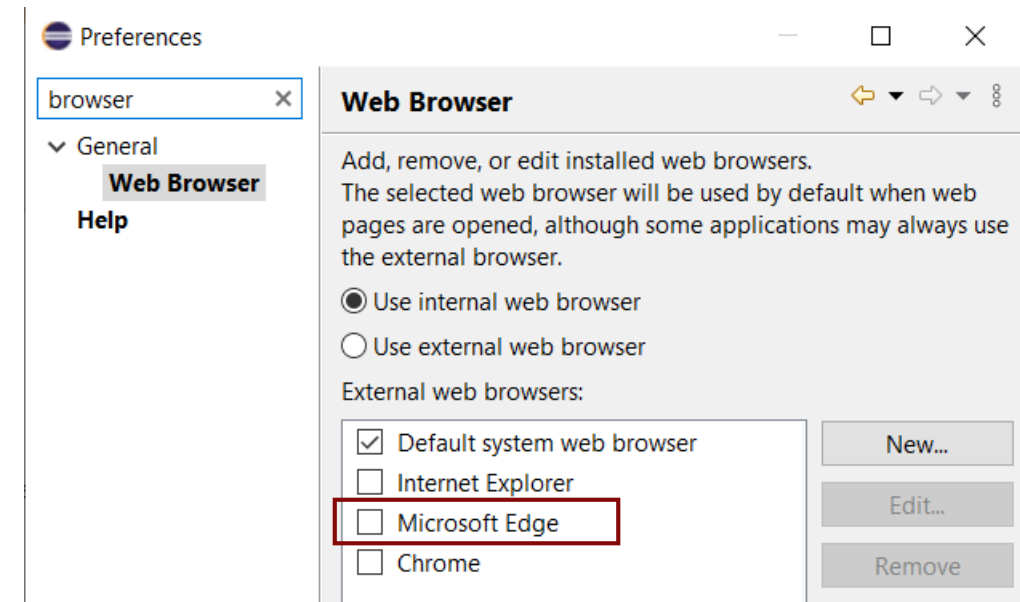 Preferences
browser
General
Web Browser
Help
Web Browser
Add, remove, or edit installed web browsers.
The selected web browser will be used by default when web
pages are opened, although some applications may always use
the external browser.
Use internal web browser
Use external web browser
External web browsers:
Default system web browser
Internet Explorer
Microsoft Edge
Chrome
New...
Edit...
Remove